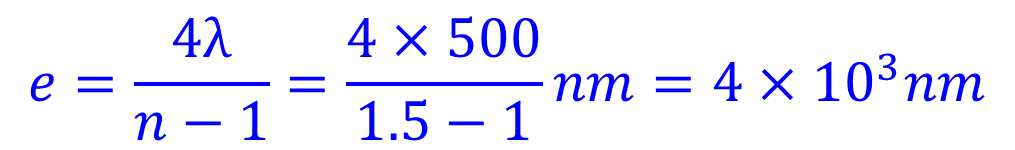 e = 4λ/(n − 1) = (4 × 500)/(1.5 − 1) nm = 4 × 10³ nm